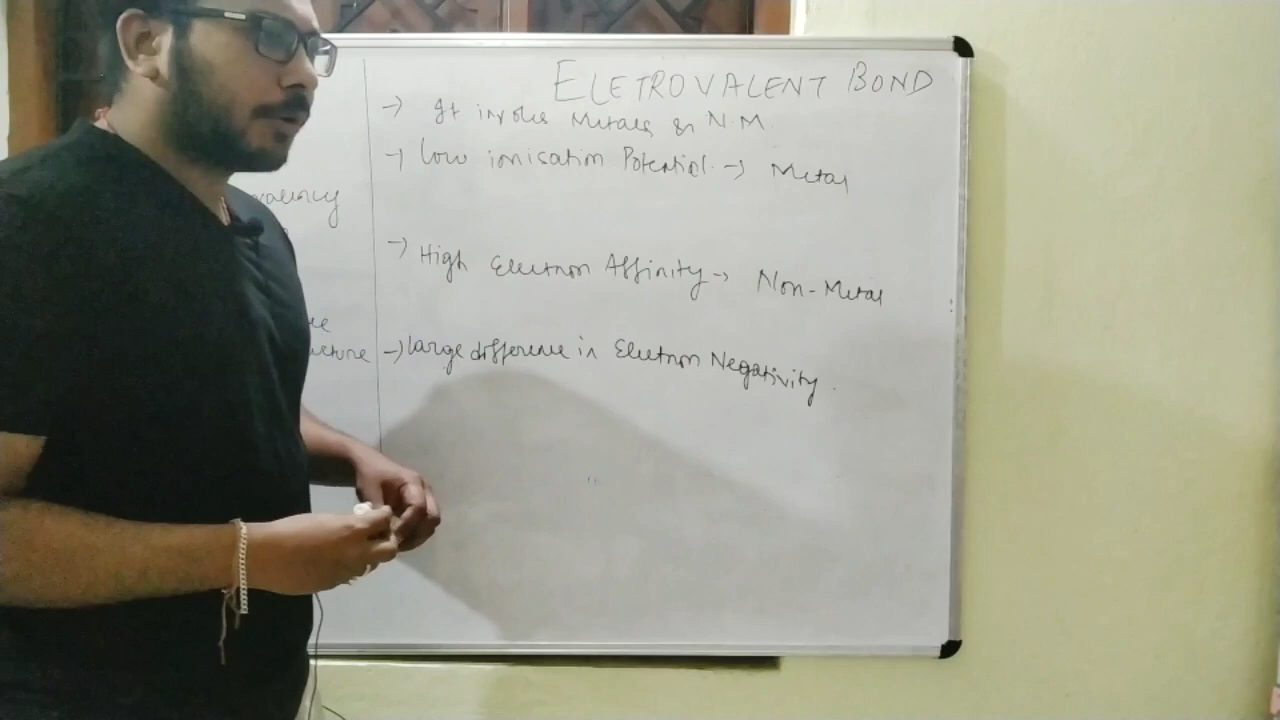 ELETROVALENT BOND
→ It involve Metals & N.M
→ Low ionisation Potential. → Metal
→ High Electron Affinity → Non-Metal
→ large difference in Electron Negativity.